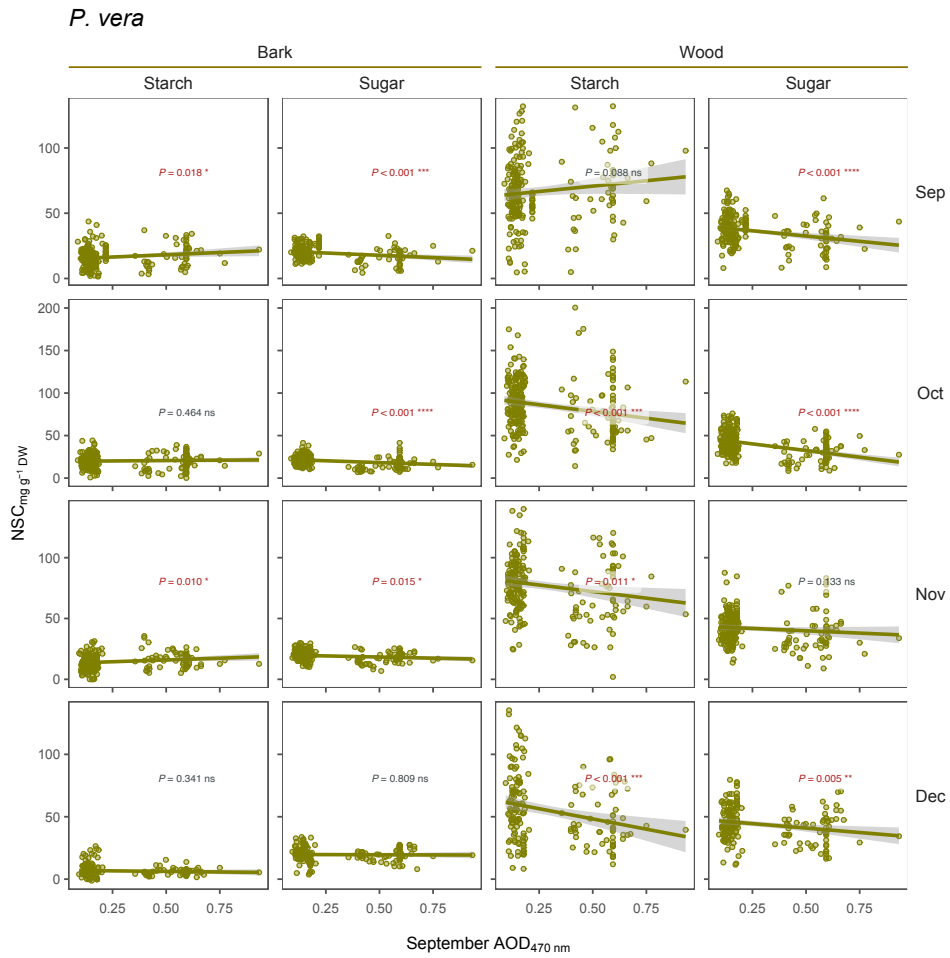 P. vera
Bark Wood
Starch Sugar Starch Sugar
100
50
0
P = 0.018 *
P < 0.001 ***
P = 0.088 ns
P < 0.001 ****
Sep
200
150
100
50
0
P = 0.464 ns
P < 0.001 ****
P < 0.001 ***
P < 0.001 ****
Oct
NSC mg g⁻¹ DW
100
50
0
P = 0.010 *
P = 0.015 *
P = 0.011 *
P = 0.133 ns
Nov
100
50
0
P = 0.341 ns
P = 0.809 ns
P < 0.001 ***
P = 0.005 **
Dec
0.25 0.50 0.75 0.25 0.50 0.75 0.25 0.50 0.75 0.25 0.50 0.75
September AOD470 nm